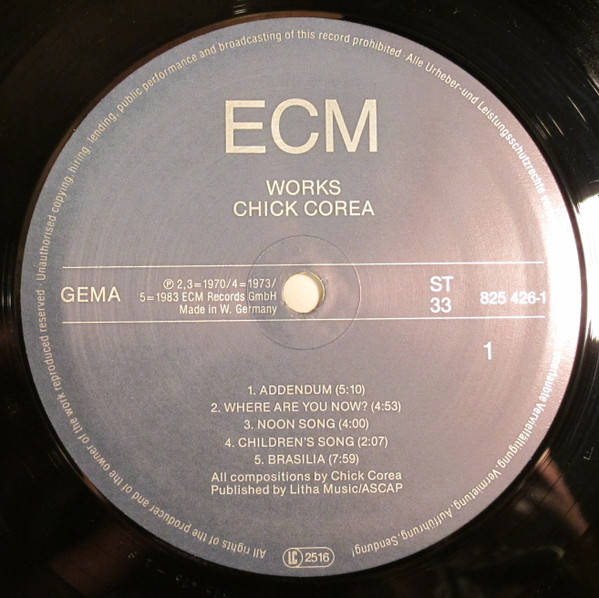 Unauthorised copying, hiring, lending, public performance and broadcasting of this record prohibited · Alle Urheber-und Leistungsschutzrechte
ECM
WORKS
CHICK COREA
GEMA
℗ 2,3=1970/4=1973/
5=1983 ECM Records GmbH
Made in W. Germany
ST
33
825 426-1
1
1. ADDENDUM (5:10)
2. WHERE ARE YOU NOW? (4:53)
3. NOON SONG (4:00)
4. CHILDREN'S SONG (2:07)
5. BRASILIA (7:59)
All compositions by Chick Corea
Published by Litha Music/ASCAP
Vervielfältigung, Vermietung, Aufführung, Sendung!
All rights of the producer and of the owner of the work reproduced reserved ·
LC 2516